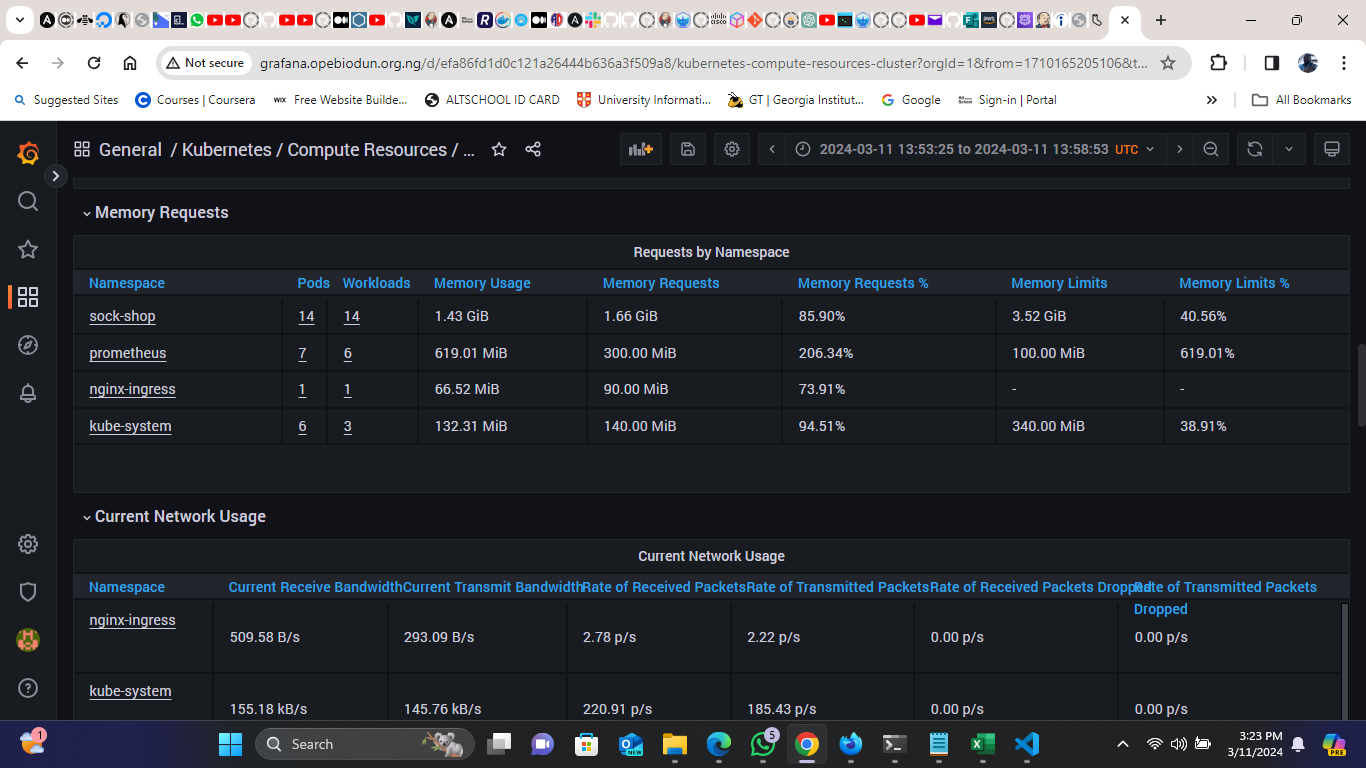 Not secure
grafana.opebiodun.org.ng/d/efa86fd1d0c121a26444b636a3f509a8/kubernetes-compute-resources-cluster?orgId=1&from=1710165205106&t...
Suggested Sites
Courses | Coursera
WIX Free Website Builde...
ALTSCHOOL ID CARD
University Informati...
GT | Georgia Institut...
Google
Sign-in | Portal
All Bookmarks
General / Kubernetes / Compute Resources / ...
2024-03-11 13:53:25 to 2024-03-11 13:58:53 UTC
Memory Requests
Requests by Namespace
Namespace Pods Workloads Memory Usage Memory Requests Memory Requests % Memory Limits Memory Limits %
sock-shop 14 14 1.43 GiB 1.66 GiB 85.90% 3.52 GiB 40.56%
prometheus 7 6 619.01 MiB 300.00 MiB 206.34% 100.00 MiB 619.01%
nginx-ingress 1 1 66.52 MiB 90.00 MiB 73.91% - -
kube-system 6 3 132.31 MiB 140.00 MiB 94.51% 340.00 MiB 38.91%
Current Network Usage
Current Network Usage
Namespace Current Receive Bandwidth Current Transmit Bandwidth Rate of Received Packets Rate of Transmitted Packets Rate of Received Packets Dropped Rate of Transmitted Packets
Dropped
nginx-ingress
509.58 B/s 293.09 B/s 2.78 p/s 2.22 p/s 0.00 p/s 0.00 p/s
kube-system
155.18 kB/s 145.76 kB/s 220.91 p/s 185.43 p/s 0.00 p/s 0.00 p/s
1
Search
NEW
5
3:23 PM
3/11/2024
PRE